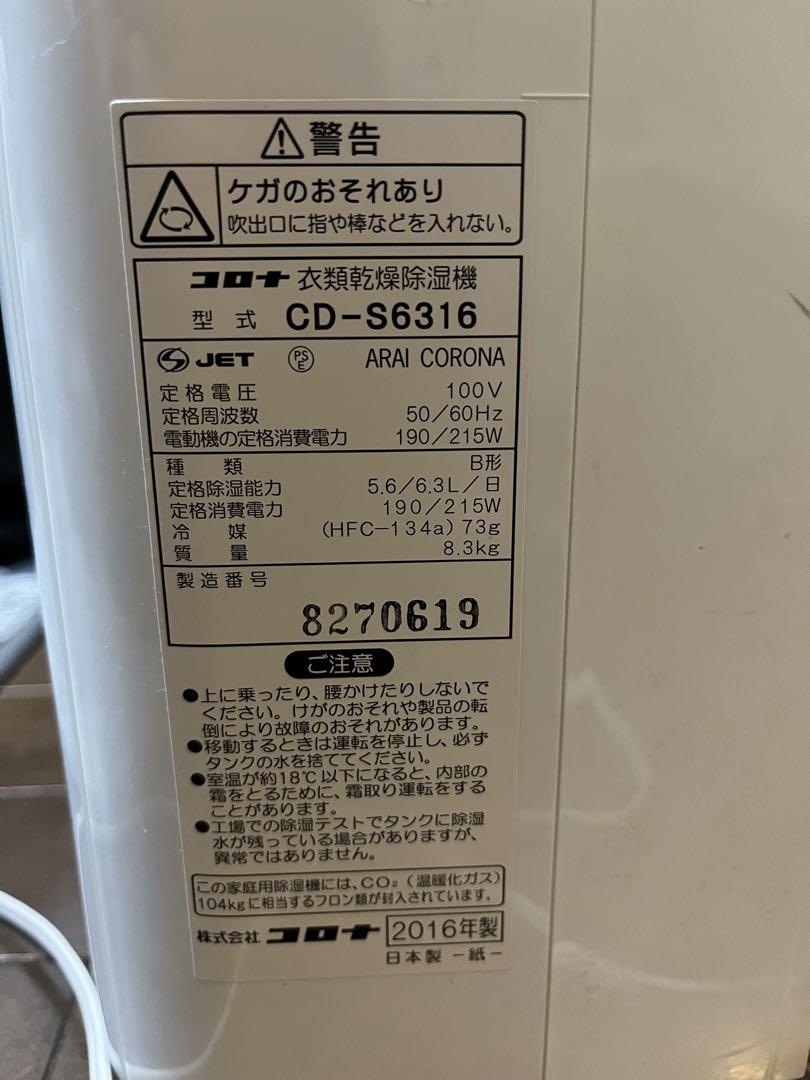 警告
ケガのおそれあり
吹出口に指や棒などを入れない。
コロナ 衣類乾燥除湿機
型式 CD-S6316
JET PSE ARAI CORONA
定格電圧 100V
定格周波数 50/60Hz
電動機の定格消費電力 190/215W
種類 B形
定格除湿能力 5.6/6.3L/日
定格消費電力 190/215W
冷媒 (HFC-134a) 73g
質量 8.3kg
製造番号
8270619
ご注意
●上に乗ったり、腰かけたりしないで
ください。けがのおそれや製品の転
倒により故障のおそれがあります。
●移動するときは運転を停止し、必ず
タンクの水を捨ててください。
●室温が約18℃以下になると、内部の
霜をとるために、霜取り運転をする
ことがあります。
●工場での除湿テストでタンクに除湿
水が残っている場合がありますが、
異常ではありません。
この家庭用除湿機には、CO₂(温暖化ガス)
104kgに相当するフロン類が封入されています。
株式会社 コロナ 2016年製
日本製 -紙-